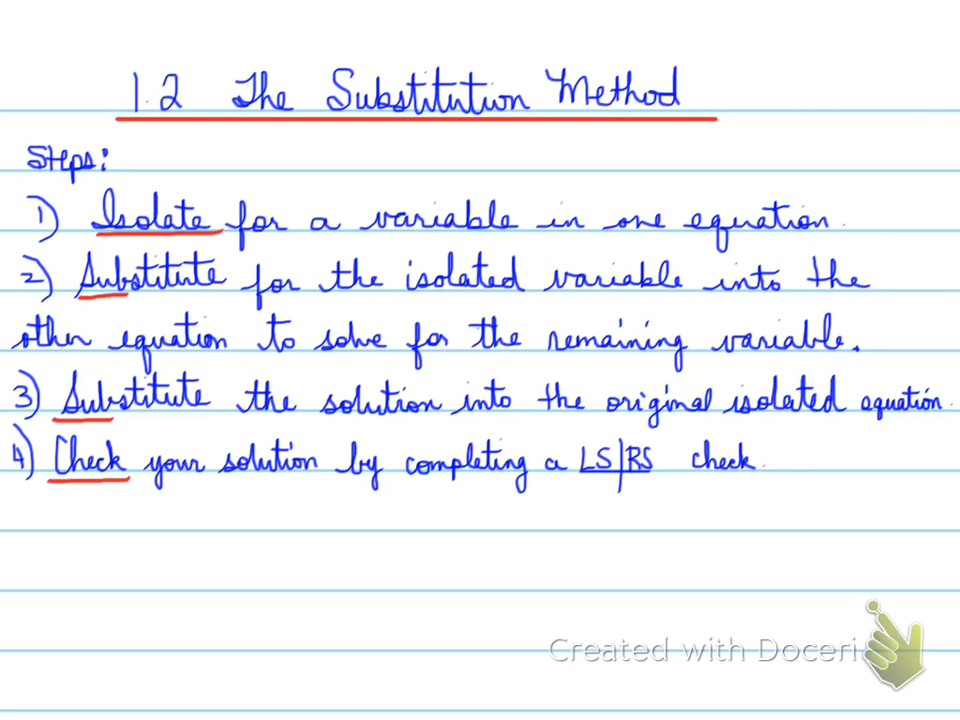 1.2 The Substitution Method
Steps:
1) Isolate for a variable in one equation.
2) Substitute for the isolated variable into the
other equation to solve for the remaining variable.
3) Substitute the solution into the original isolated equation.
4) Check your solution by completing a LS|RS check.
Created with Doceri